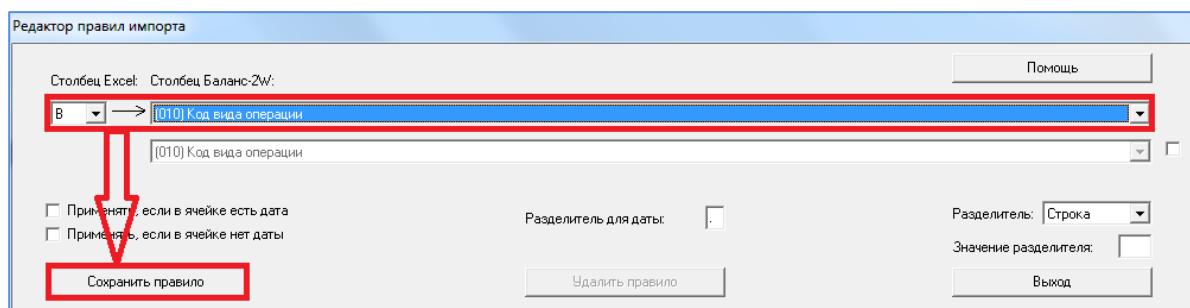 Редактор правил импорта
Помощь
Столбец Excel: Столбец Баланс-2W:
B (010) Код вида операции
(010) Код вида операции
Применять, если в ячейке есть дата
Разделитель для даты: .
Разделитель: Строка
Применять, если в ячейке нет даты
Значение разделителя:
Сохранить правило
Удалить правило
Выход